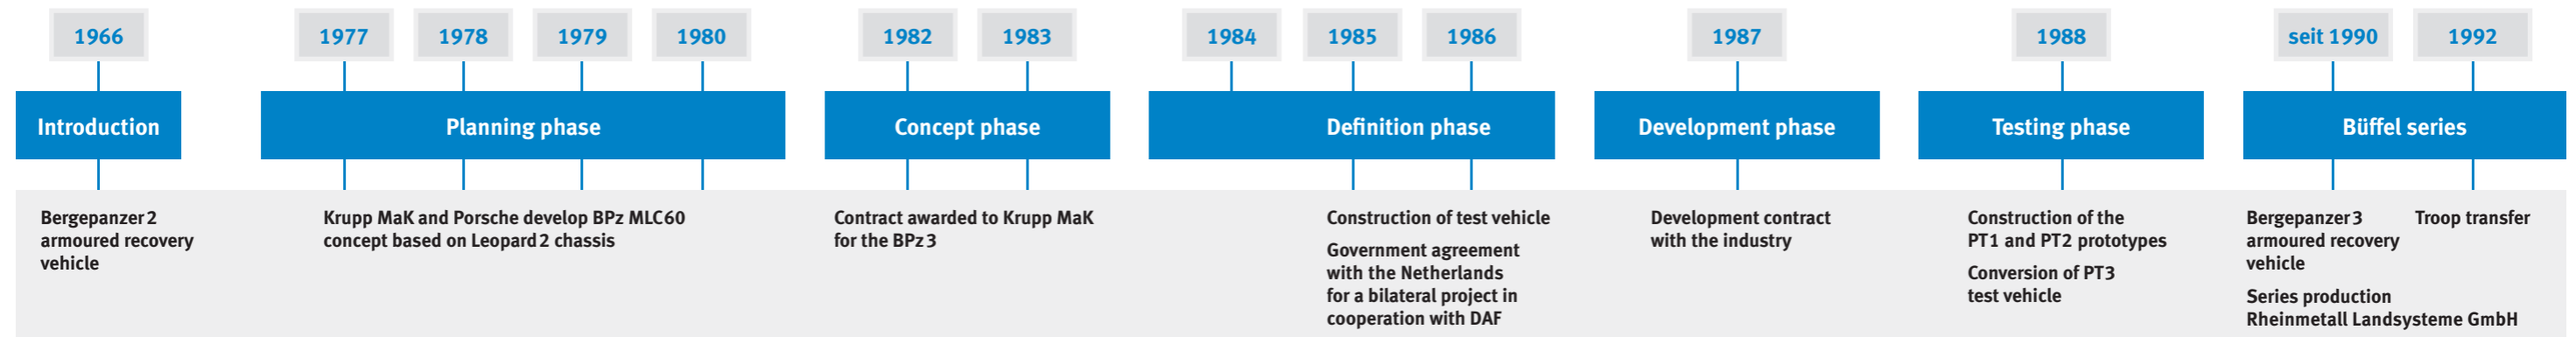 1966
1977
1978
1979
1980
1982
1983
1984
1985
1986
1987
1988
seit 1990
1992
Introduction
Planning phase
Concept phase
Definition phase
Development phase
Testing phase
Büffel series
Bergepanzer 2
armoured recovery
vehicle
Krupp MaK and Porsche develop BPz MLC60
concept based on Leopard 2 chassis
Contract awarded to Krupp MaK
for the BPz 3
Construction of test vehicle
Government agreement
with the Netherlands
for a bilateral project in
cooperation with DAF
Development contract
with the industry
Construction of the
PT1 and PT2 prototypes
Conversion of PT3
test vehicle
Bergepanzer 3
armoured recovery
vehicle
Series production
Rheinmetall Landsysteme GmbH
Troop transfer